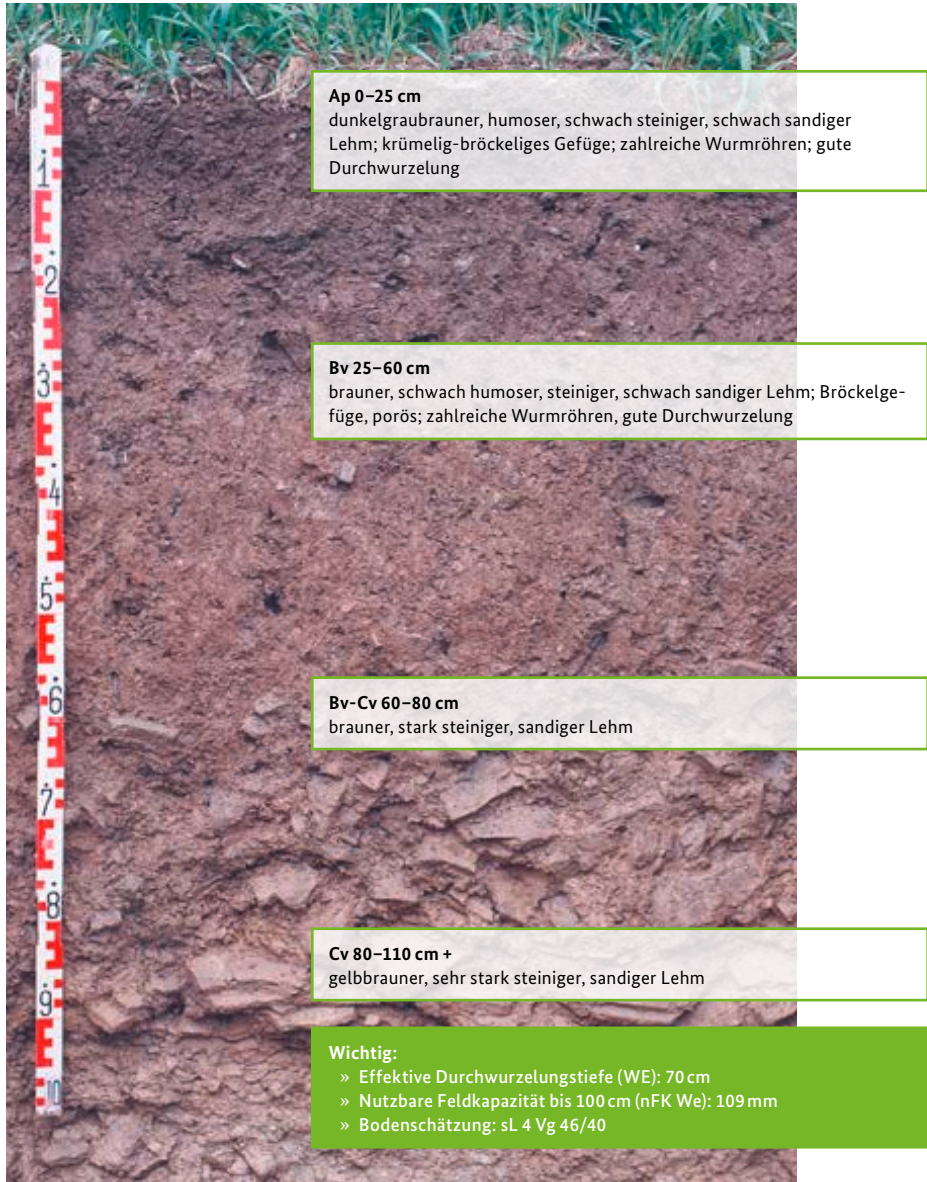 Ap 0–25 cm
dunkelgraubrauner, humoser, schwach steiniger, schwach sandiger
Lehm; krümelig-bröckeliges Gefüge; zahlreiche Wurmröhren; gute
Durchwurzelung
1
2
Bv 25–60 cm
brauner, schwach humoser, steiniger, schwach sandiger Lehm; Bröckelge-
füge, porös; zahlreiche Wurmröhren, gute Durchwurzelung
3
4
5
6
Bv-Cv 60–80 cm
brauner, stark steiniger, sandiger Lehm
7
8
Cv 80–110 cm +
gelbbrauner, sehr stark steiniger, sandiger Lehm
9
Wichtig:
» Effektive Durchwurzelungstiefe (WE): 70 cm
» Nutzbare Feldkapazität bis 100 cm (nFK We): 109 mm
» Bodenschätzung: sL 4 Vg 46/40
10